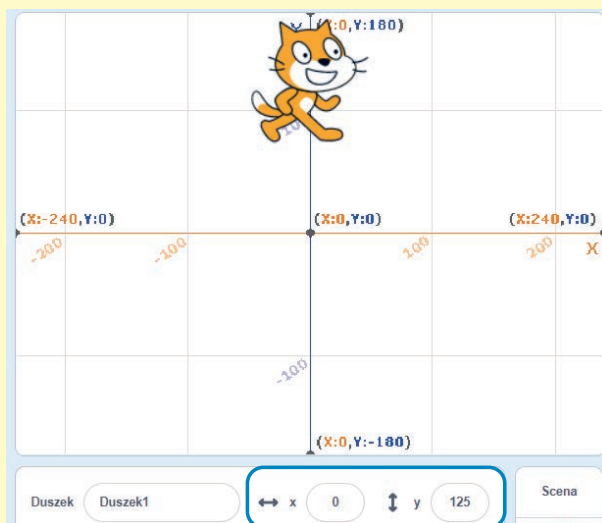 Y (X:0,Y:180)
100
(X:-240,Y:0) (X:0,Y:0) (X:240,Y:0)
-200 -100 100 200 X
-100
(X:0,Y:-180)
Duszek Duszek1 x 0 y 125 Scena